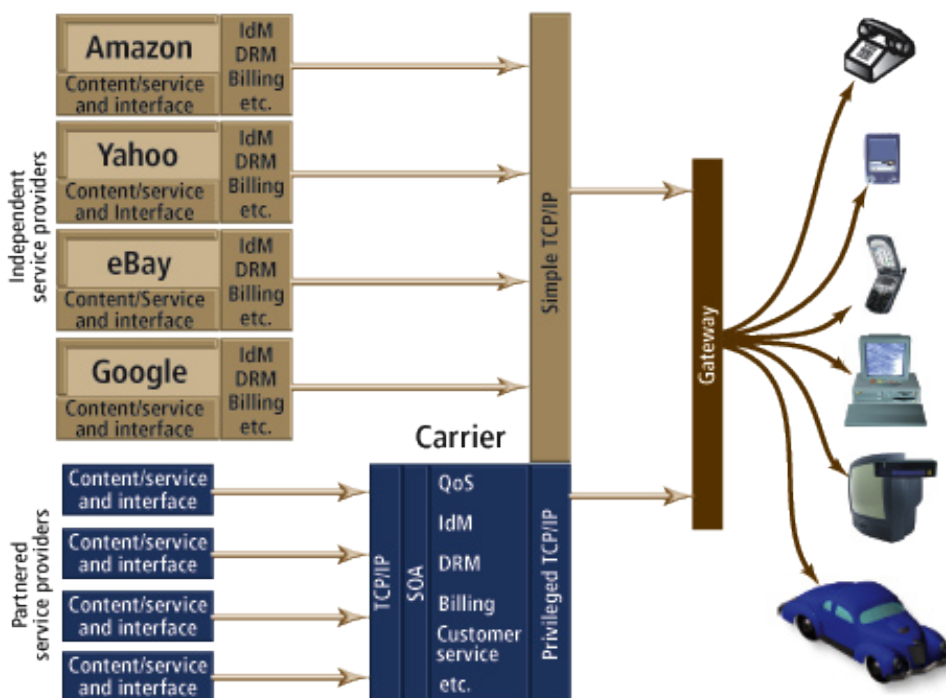 Independent
service providers
Amazon
Content/service
and interface
IdM
DRM
Billing
etc.
Yahoo
Content/service
and Interface
IdM
DRM
Billing
etc.
eBay
Content/Service
and interface
IdM
DRM
Billing
etc.
Google
Content/service
and interface
IdM
DRM
Billing
etc.
Simple TCP/IP
Gateway
Carrier
Partnered
service providers
Content/service
and interface
Content/service
and interface
Content/service
and interface
Content/service
and interface
TCP/IP
SOA
QoS
IdM
DRM
Billing
Customer
service
etc.
Privileged TCP/IP